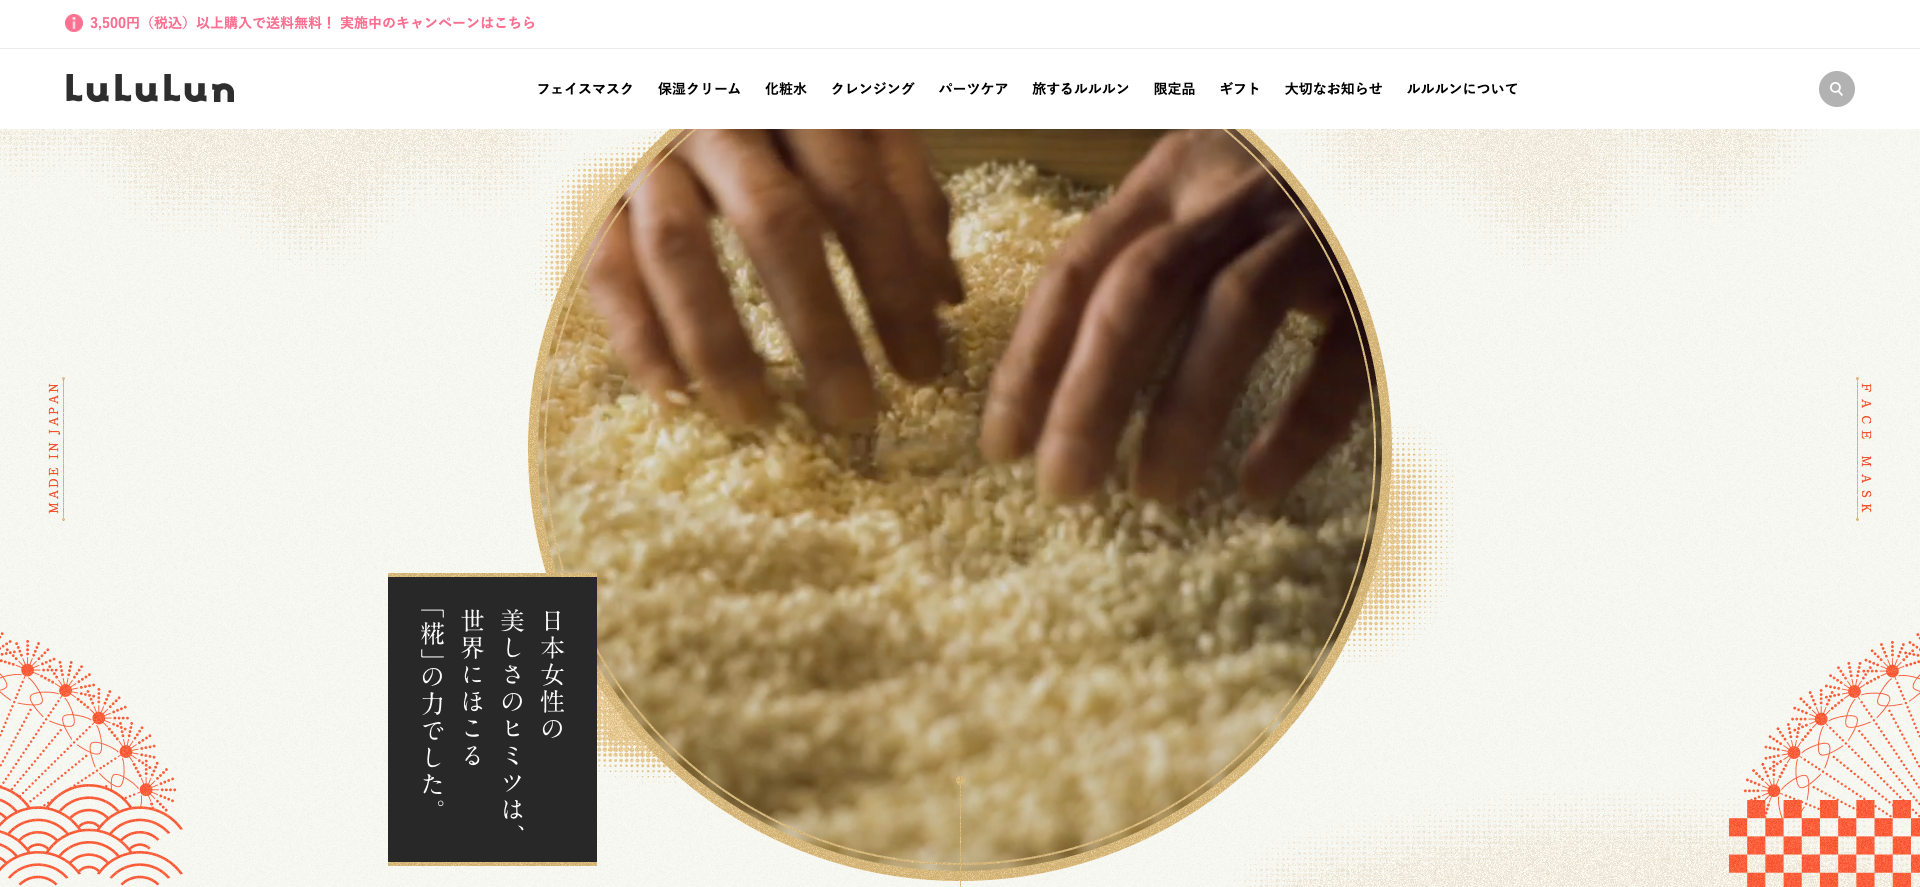 3,500円（税込）以上購入で送料無料！ 実施中のキャンペーンはこちら
LuLuLun
フェイスマスク
保湿クリーム
化粧水
クレンジング
パーツケア
旅するルルルン
限定品
ギフト
大切なお知らせ
ルルルンについて
MADE IN JAPAN
FACE MASK
日本女性の
美しさのヒミツは、
世界にほこる
「糀」の力でした。